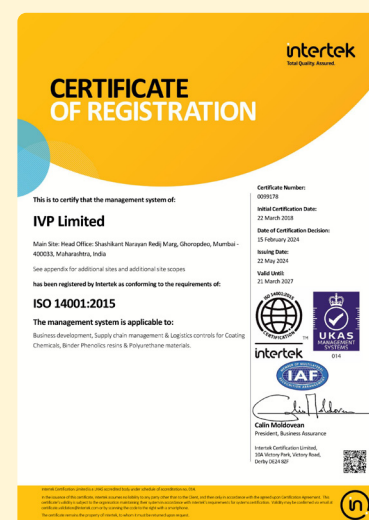 intertek
Total Quality. Assured.
CERTIFICATE
OF REGISTRATION
This is to certify that the management system of:
IVP Limited
Main Site: Head Office: Shashikant Narayan Redij Marg, Ghorupdeo, Mumbai -
400033, Maharashtra, India
See appendix for additional sites and additional site scopes
has been registered by Intertek as conforming to the requirements of:
ISO 14001:2015
The management system is applicable to:
Business development, Supply chain management & Logistics controls for Coating
Chemicals, Binder Phenolics resins & Polyurethane materials.
Certificate Number:
0099178
Initial Certification Date:
22 March 2018
Date of Certification Decision:
15 February 2024
Issuing Date:
22 May 2024
Valid Until:
21 March 2027
ISO 14001:2015
CERTIFICATION
TM
intertek
UKAS
MANAGEMENT
SYSTEMS
014
IAF
Calin Moldovean
President, Business Assurance
Intertek Certification Limited,
10A Victory Park, Victory Road,
Derby DE24 8ZF
in